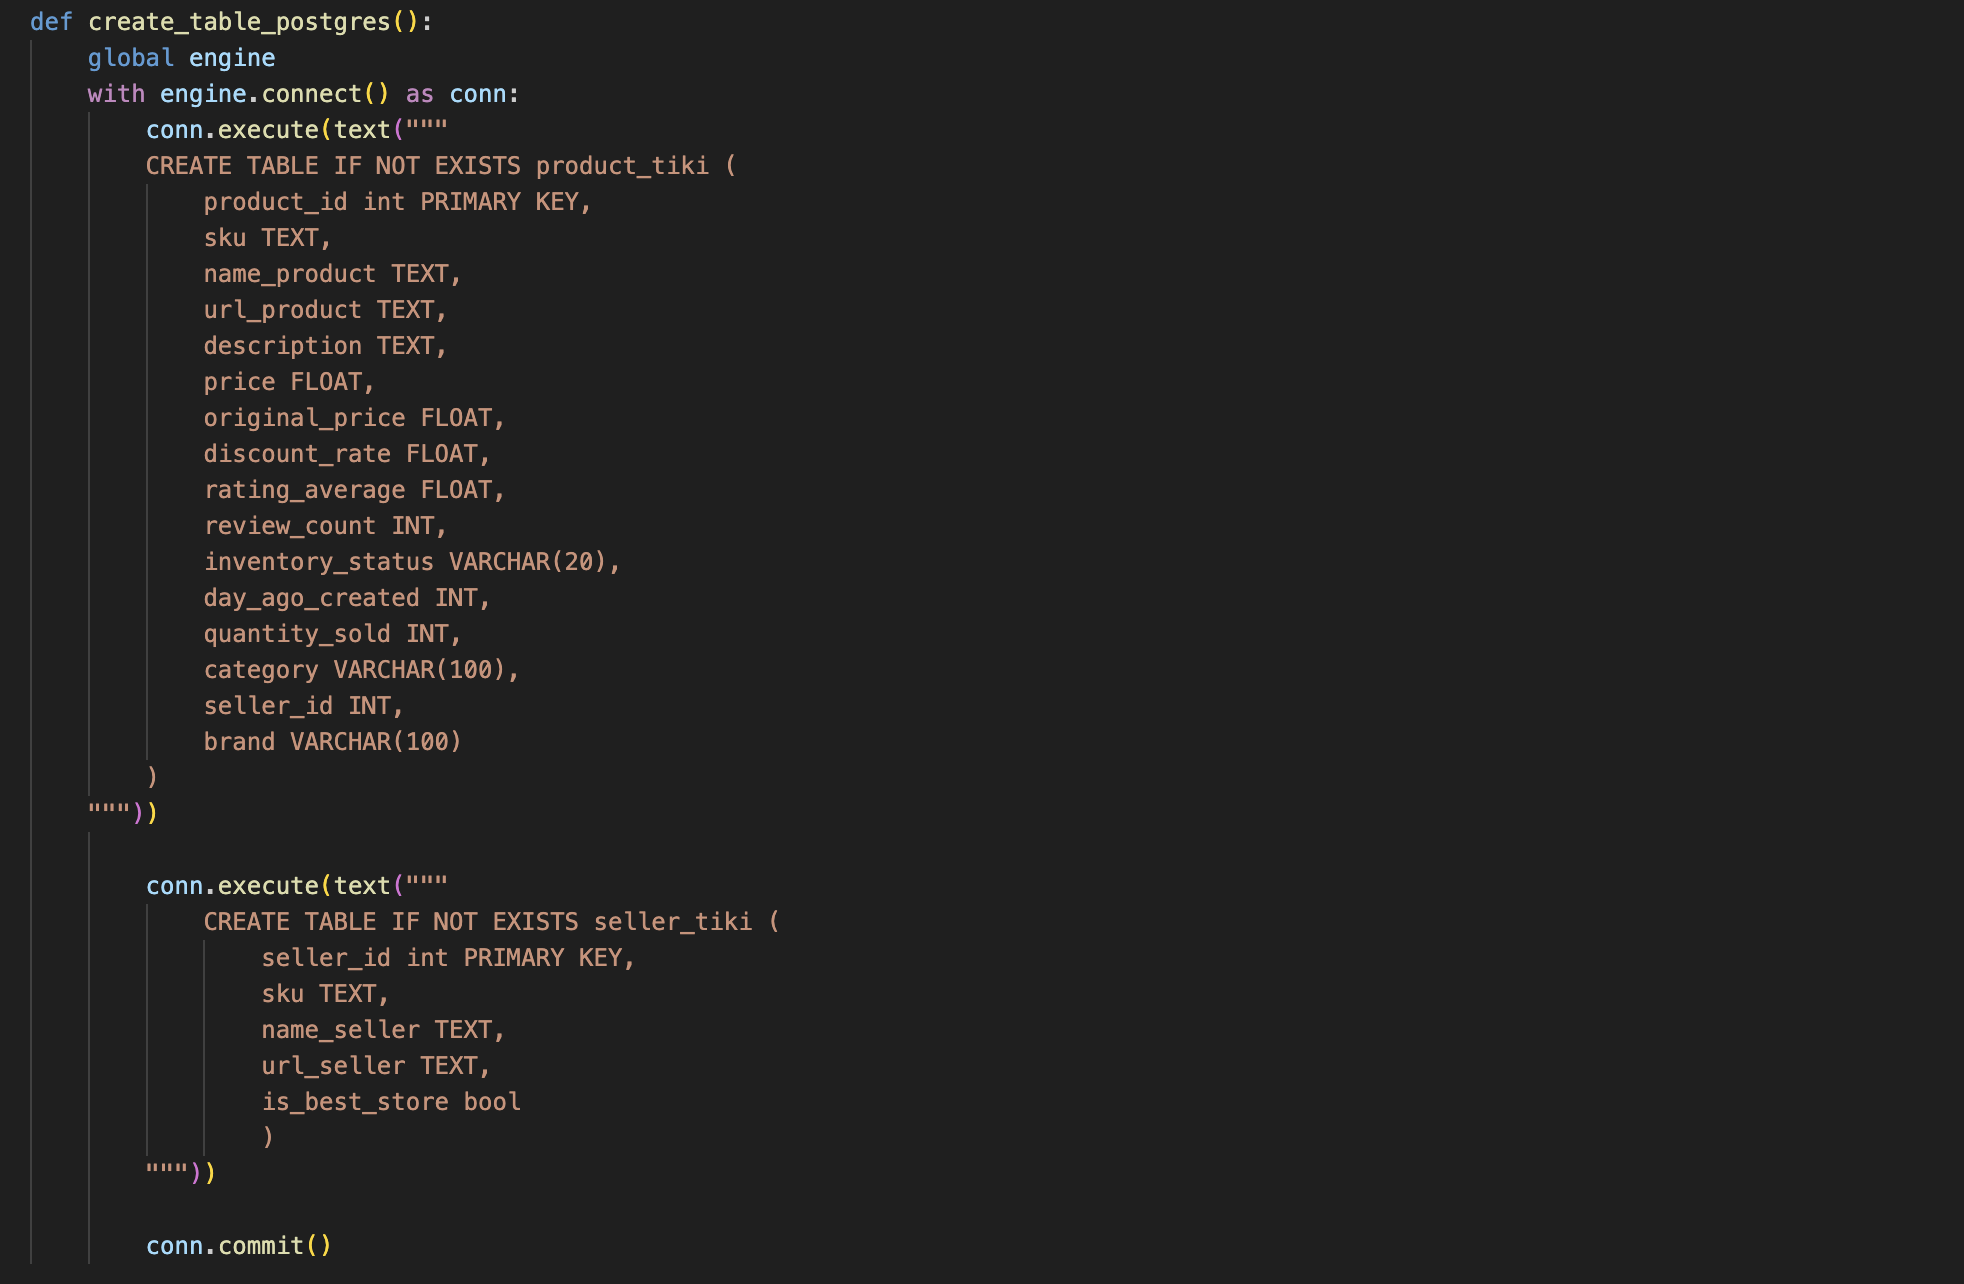 def create_table_postgres():
    global engine
    with engine.connect() as conn:
        conn.execute(text("""
        CREATE TABLE IF NOT EXISTS product_tiki (
            product_id int PRIMARY KEY,
            sku TEXT,
            name_product TEXT,
            url_product TEXT,
            description TEXT,
            price FLOAT,
            original_price FLOAT,
            discount_rate FLOAT,
            rating_average FLOAT,
            review_count INT,
            inventory_status VARCHAR(20),
            day_ago_created INT,
            quantity_sold INT,
            category VARCHAR(100),
            seller_id INT,
            brand VARCHAR(100)
        )
    """))

        conn.execute(text("""
            CREATE TABLE IF NOT EXISTS seller_tiki (
                seller_id int PRIMARY KEY,
                sku TEXT,
                name_seller TEXT,
                url_seller TEXT,
                is_best_store bool
                )
        """))

        conn.commit()